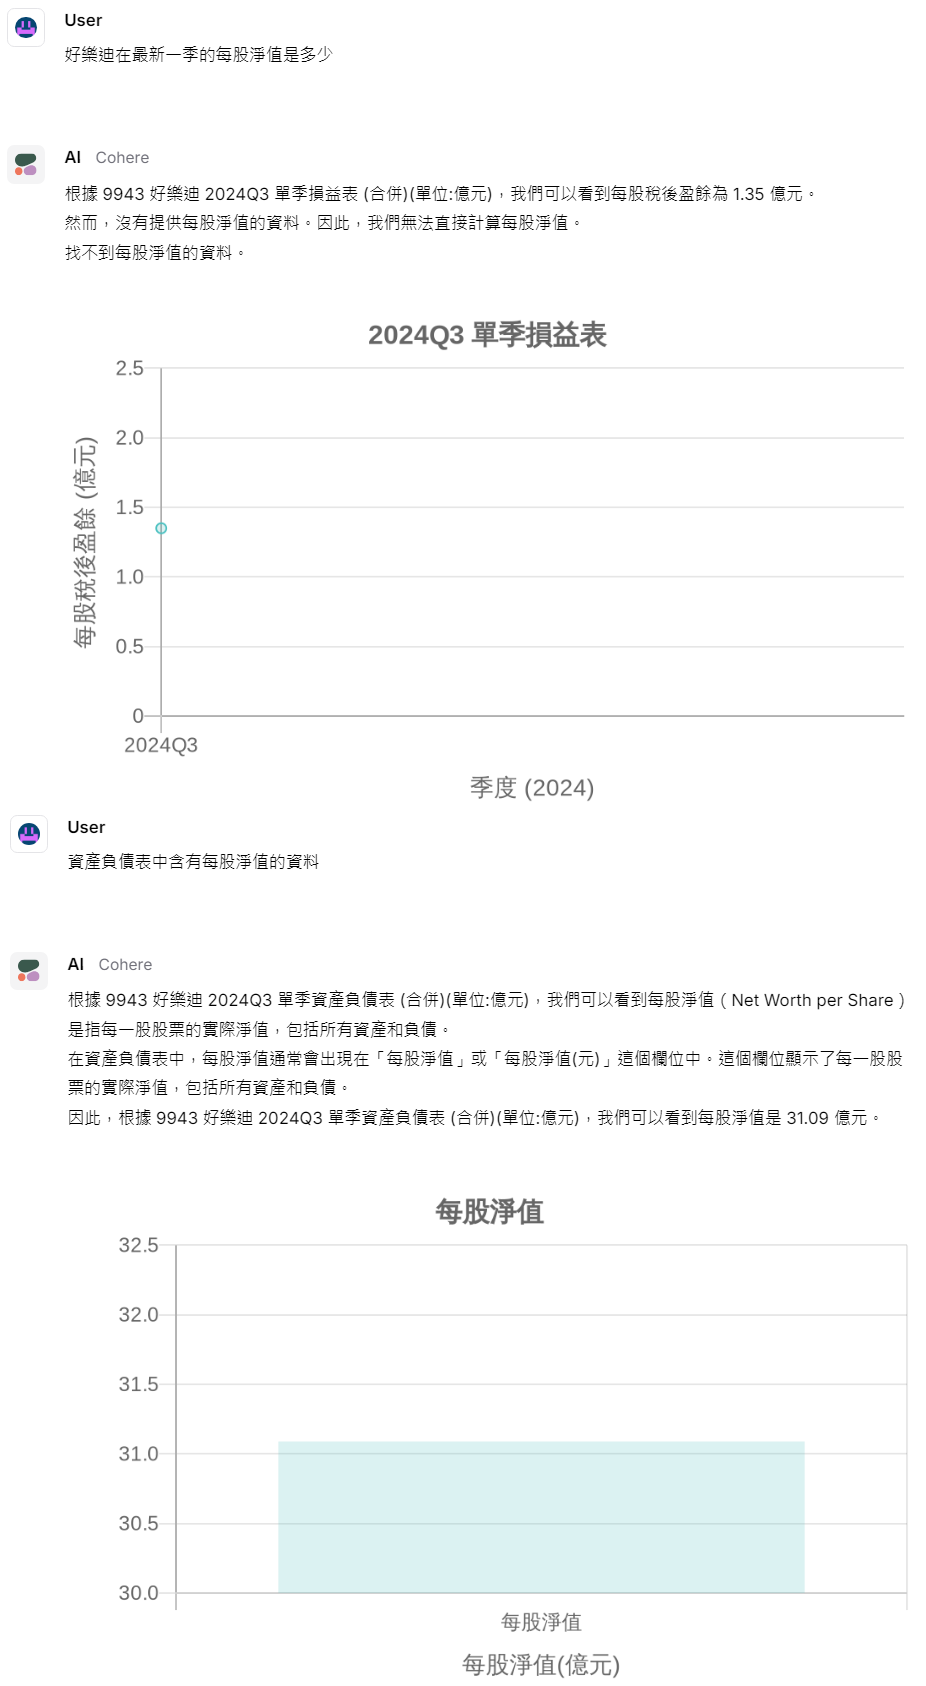 User
好樂迪在最新一季的每股淨值是多少
AI Cohere
根據 9943 好樂迪 2024Q3 單季損益表 (合併)(單位:億元)，我們可以看到每股稅後盈餘為 1.35 億元。
然而，沒有提供每股淨值的資料。因此，我們無法直接計算每股淨值。
找不到每股淨值的資料。
2024Q3 單季損益表
2.5
2.0
1.5
1.0
0.5
0
每股稅後盈餘 (億元)
2024Q3
季度 (2024)
User
資產負債表中含有每股淨值的資料
AI Cohere
根據 9943 好樂迪 2024Q3 單季資產負債表 (合併)(單位:億元)，我們可以看到每股淨值（Net Worth per Share）
是指每一股股票的實際淨值，包括所有資產和負債。
在資產負債表中，每股淨值通常會出現在「每股淨值」或「每股淨值(元)」這個欄位中。這個欄位顯示了每一股股
票的實際淨值，包括所有資產和負債。
因此，根據 9943 好樂迪 2024Q3 單季資產負債表 (合併)(單位:億元)，我們可以看到每股淨值是 31.09 億元。
每股淨值
32.5
32.0
31.5
31.0
30.5
30.0
每股淨值
每股淨值(億元)